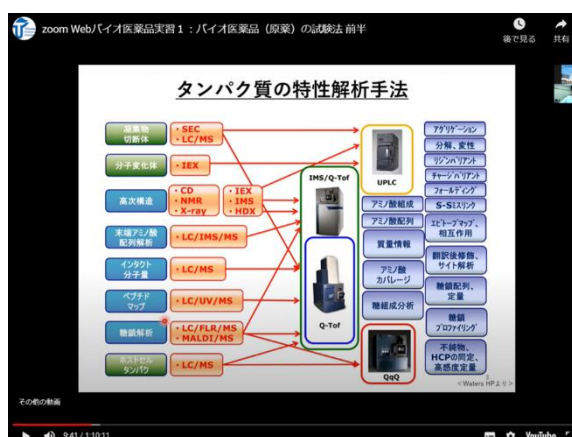 zoom Webバイオ医薬品実習1：バイオ医薬品（原薬）の試験法 前半
後で見る
共有
タンパク質の特性解析手法
凝集物
切断体
・SEC
・LC/MS
分子変化体
・IEX
高次構造
・CD
・NMR
・X-ray
・IEX
・IMS
・HDX
末端アミノ酸
配列解析
・LC/IMS/MS
インタクト
分子量
・LC/MS
ペプチド
マップ
・LC/UV/MS
糖鎖解析
・LC/FLR/MS
・MALDI/MS
ホストセル
タンパク
・LC/MS
IMS/Q-Tof
Q-Tof
UPLC
アミノ酸組成
アミノ酸配列
質量情報
アミノ酸
カバレージ
糖組成分析
QqQ
アグリゲーション
分解、変性
リジンバリアント
チャージバリアント
フォールディング
S-Sミスリンク
エピトープマップ、
相互作用
翻訳後修飾、
サイト解析
糖鎖配列、
定量
糖鎖
プロファイリング
不純物、
HCPの同定、
高感度定量
<Waters HPより>
その他の動画
9:41 / 1:10:11
YouTube